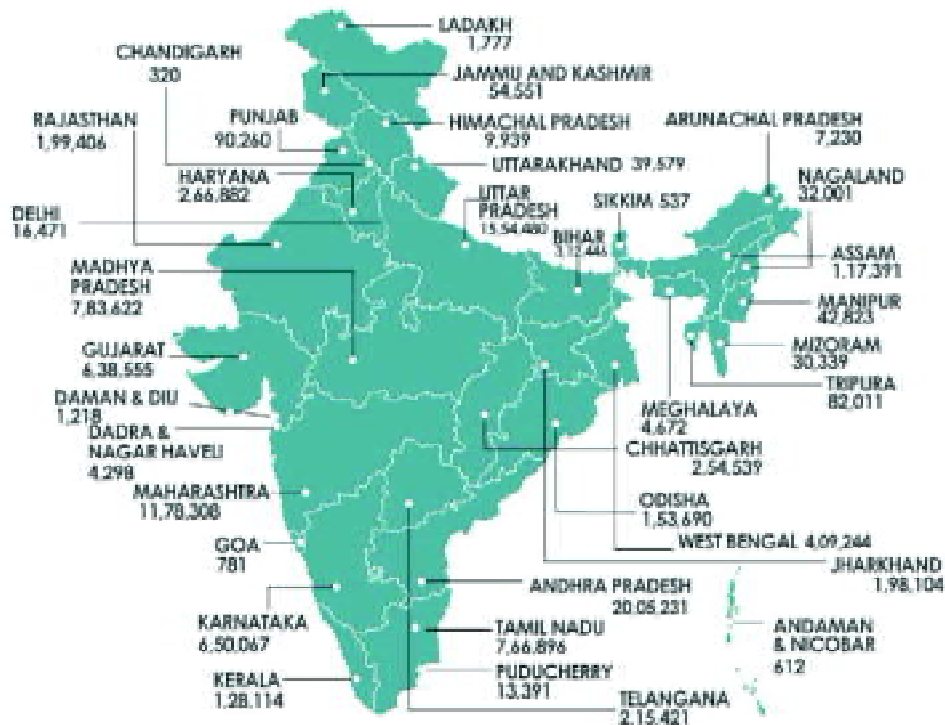 LADAKH
1,777
CHANDIGARH
320
JAMMU AND KASHMIR
54,551
RAJASTHAN
1,99,406
PUNJAB
90,260
HIMACHAL PRADESH
9,939
ARUNACHAL PRADESH
7,230
HARYANA
2,66,882
UTTARAKHAND 39,579
NAGALAND
32,001
DELHI
16,471
UTTAR
PRADESH
15,54,480
SIKKIM 537
BIHAR
3,12,446
ASSAM
1,17,391
MADHYA
PRADESH
7,83,622
MANIPUR
42,823
GUJARAT
6,38,555
MIZORAM
30,339
TRIPURA
82,011
DAMAN & DIU
1,218
MEGHALAYA
4,672
DADRA &
NAGAR HAVELI
4,298
CHHATTISGARH
2,54,539
MAHARASHTRA
11,78,308
ODISHA
1,53,690
GOA
781
WEST BENGAL 4,09,244
JHARKHAND
1,98,104
ANDHRA PRADESH
20,05,231
KARNATAKA
6,50,067
TAMIL NADU
7,66,896
ANDAMAN
& NICOBAR
612
KERALA
1,28,114
PUDUCHERRY
13,391
TELANGANA
2,15,421